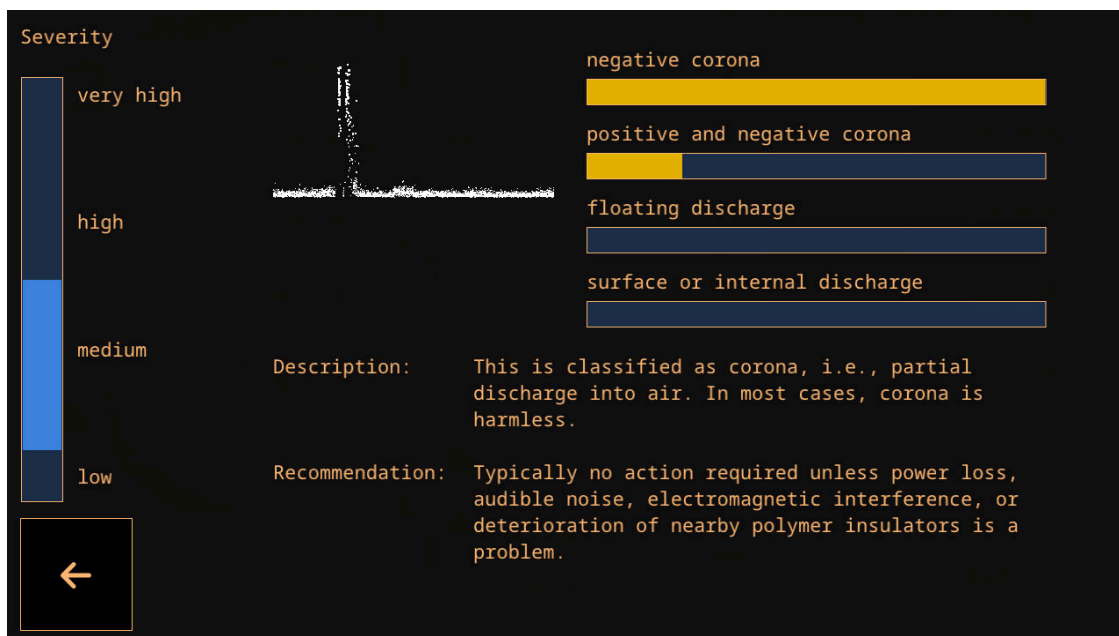 Severity
very high
high
medium
low
negative corona
positive and negative corona
floating discharge
surface or internal discharge
Description:
This is classified as corona, i.e., partial
discharge into air. In most cases, corona is
harmless.
Recommendation:
Typically no action required unless power loss,
audible noise, electromagnetic interference, or
deterioration of nearby polymer insulators is a
problem.